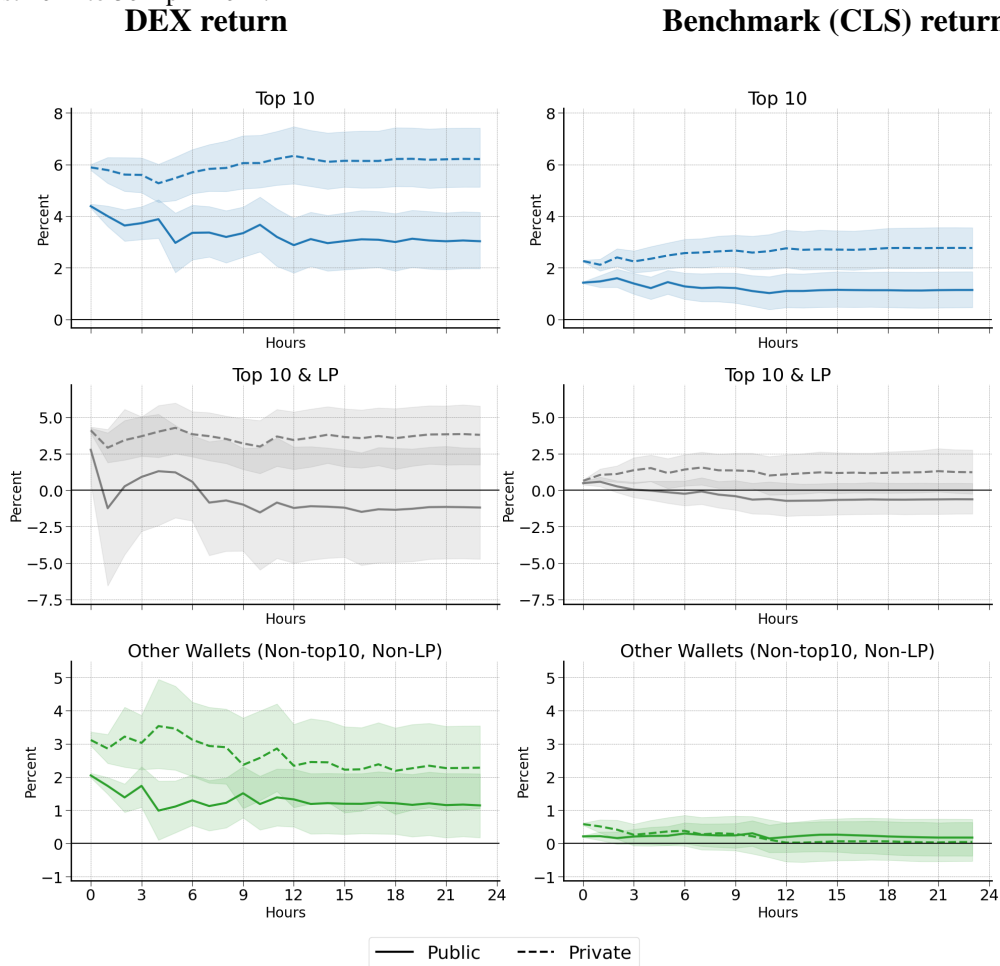 DEX return
Benchmark (CLS) return
Top 10
Percent
8
6
4
2
0
Hours
Top 10
Percent
8
6
4
2
0
Hours
Top 10 & LP
Percent
5.0
2.5
0.0
−2.5
−5.0
−7.5
Hours
Top 10 & LP
Percent
5.0
2.5
0.0
−2.5
−5.0
−7.5
Hours
Other Wallets (Non-top10, Non-LP)
Percent
5
4
3
2
1
0
−1
0 3 6 9 12 15 18 21 24
Hours
Other Wallets (Non-top10, Non-LP)
Percent
5
4
3
2
1
0
−1
0 3 6 9 12 15 18 21 24
Hours
Public Private